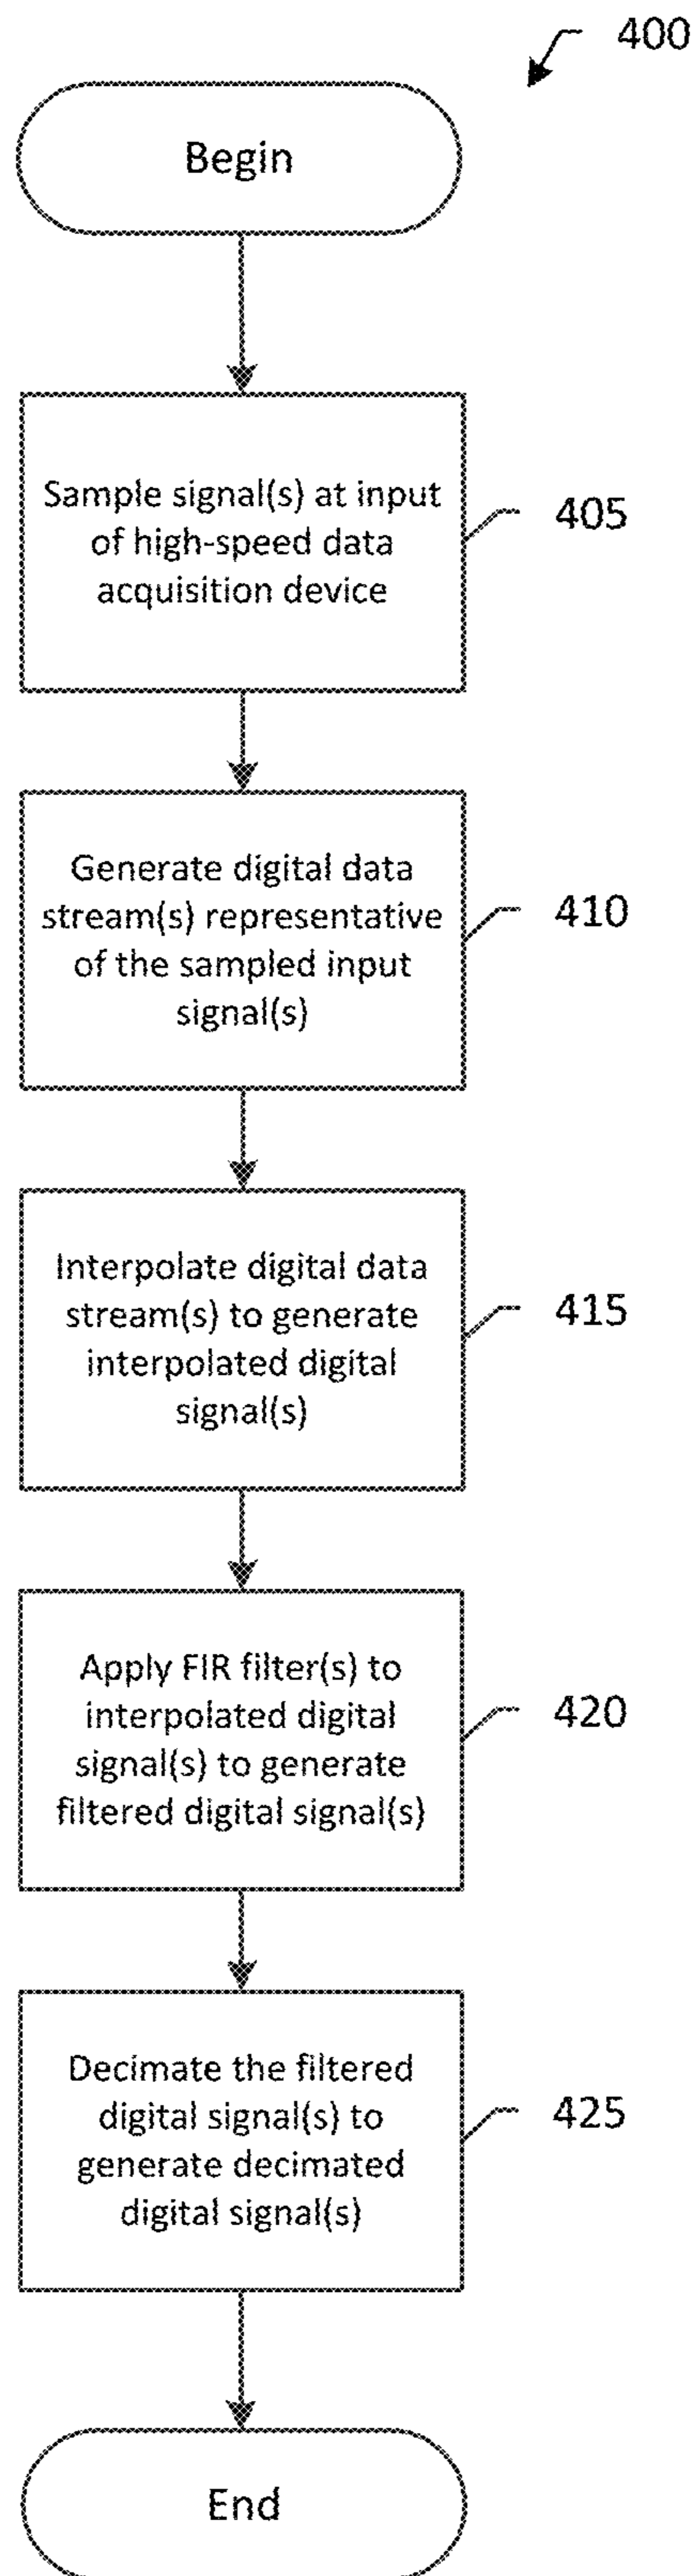 400
Begin
Sample signal(s) at input
of high-speed data
acquisition device
405
Generate digital data
stream(s) representative
of the sampled input
signal(s)
410
Interpolate digital data
stream(s) to generate
interpolated digital
signal(s)
415
Apply FIR filter(s) to
interpolated digital
signal(s) to generate
filtered digital signal(s)
420
Decimate the filtered
digital signal(s) to
generate decimated
digital signal(s)
425
End